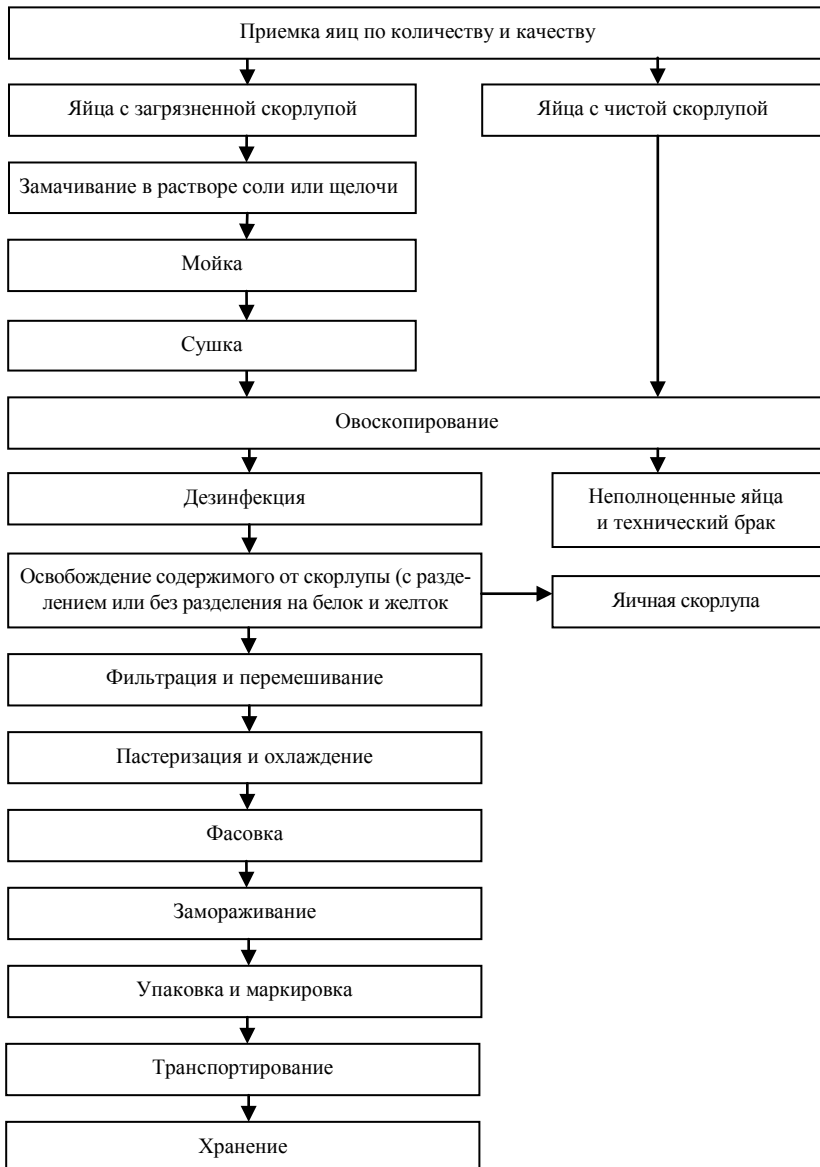 Приемка яиц по количеству и качеству
Яйца с загрязненной скорлупой
Яйца с чистой скорлупой
Замачивание в растворе соли или щелочи
Мойка
Сушка
Овоскопирование
Дезинфекция
Неполноценные яйца
и технический брак
Освобождение содержимого от скорлупы (с разде-
лением или без разделения на белок и желток
Яичная скорлупа
Фильтрация и перемешивание
Пастеризация и охлаждение
Фасовка
Замораживание
Упаковка и маркировка
Транспортирование
Хранение